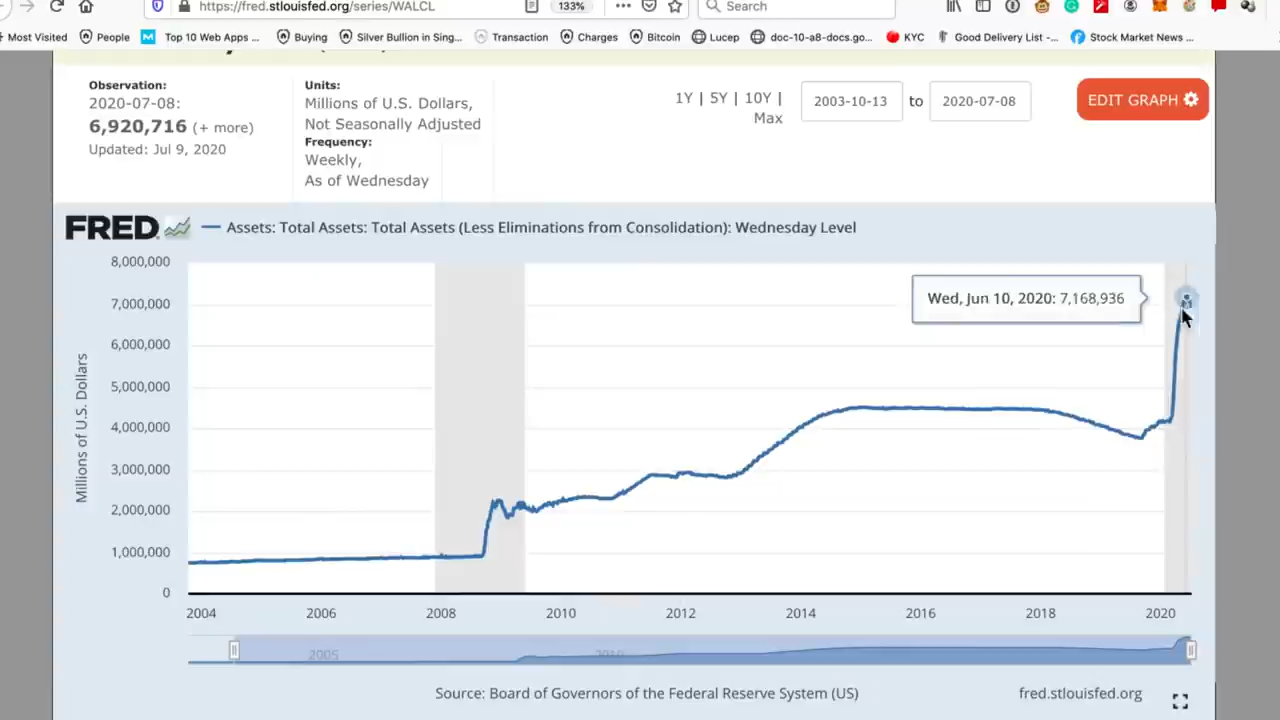 https://fred.stlouisfed.org/series/WALCL
133%
Search
Most Visited
People
Top 10 Web Apps ...
Buying
Silver Bullion in Sing...
Transaction
Charges
Bitcoin
Lucep
doc-10-a8-docs.go...
KYC
Good Delivery List -...
Stock Market News ...
Observation:
2020-07-08:
6,920,716 (+ more)
Updated: Jul 9, 2020
Units:
Millions of U.S. Dollars,
Not Seasonally Adjusted
Frequency:
Weekly,
As of Wednesday
1Y | 5Y | 10Y |
Max
2003-10-13 to 2020-07-08
EDIT GRAPH
FRED
Assets: Total Assets: Total Assets (Less Eliminations from Consolidation): Wednesday Level
Millions of U.S. Dollars
8,000,000
7,000,000
6,000,000
5,000,000
4,000,000
3,000,000
2,000,000
1,000,000
0
Wed, Jun 10, 2020: 7,168,936
2004 2006 2008 2010 2012 2014 2016 2018 2020
2005 2010
Source: Board of Governors of the Federal Reserve System (US)
fred.stlouisfed.org